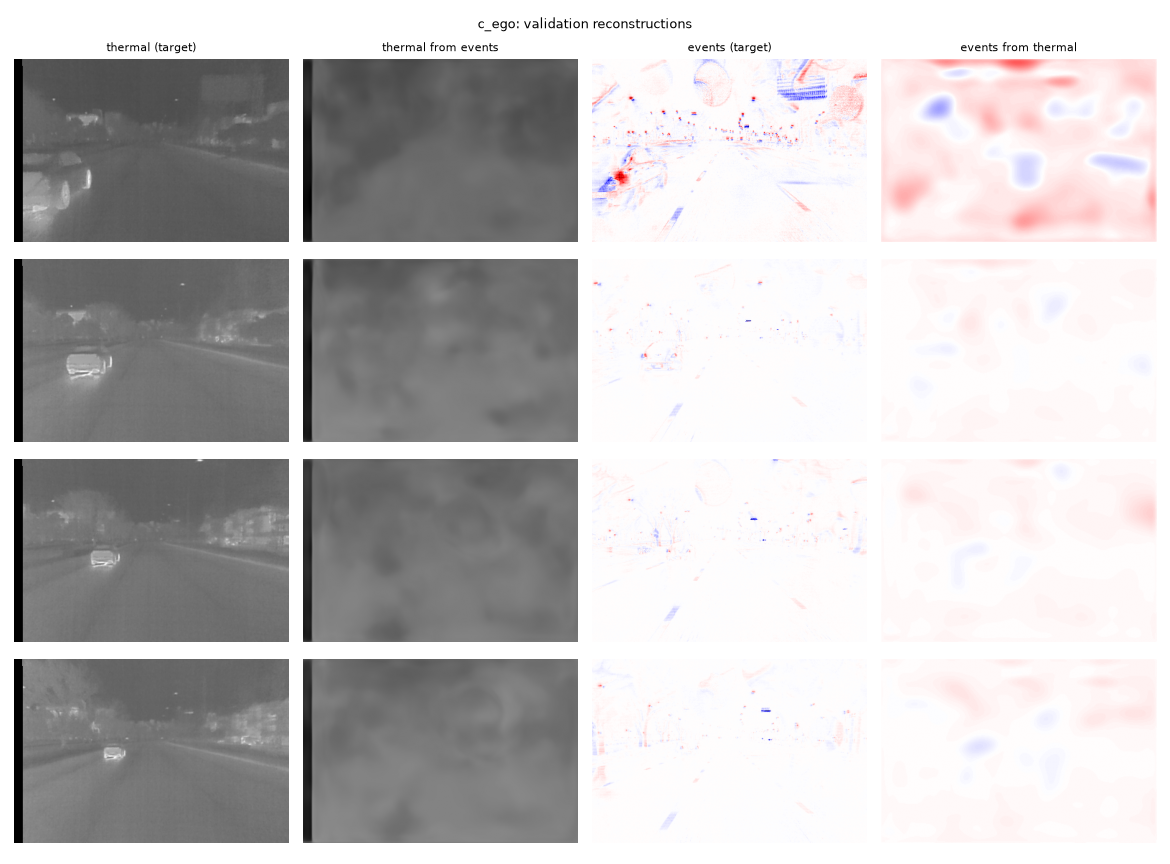 c_ego: validation reconstructions
thermal (target)
thermal from events
events (target)
events from thermal